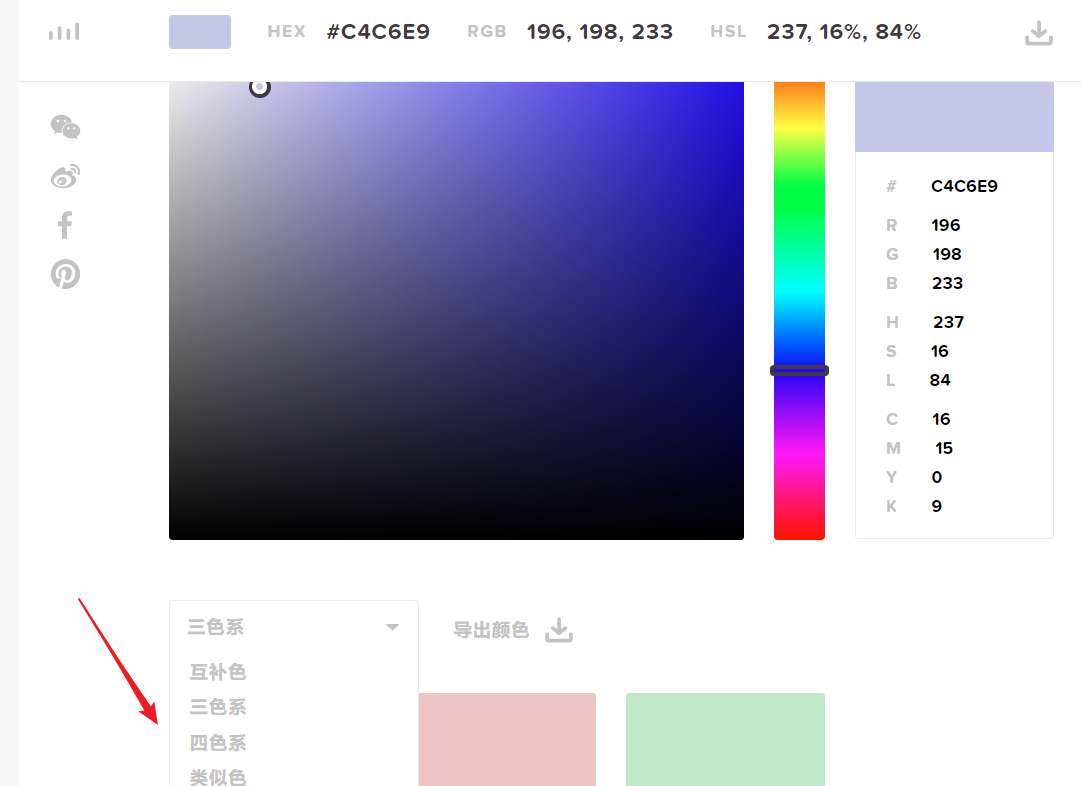 HEX #C4C6E9 RGB 196, 198, 233 HSL 237, 16%, 84%
# C4C6E9
R 196
G 198
B 233
H 237
S 16
L 84
C 16
M 15
Y 0
K 9
三色系 导出颜色
互补色
三色系
四色系
类似色